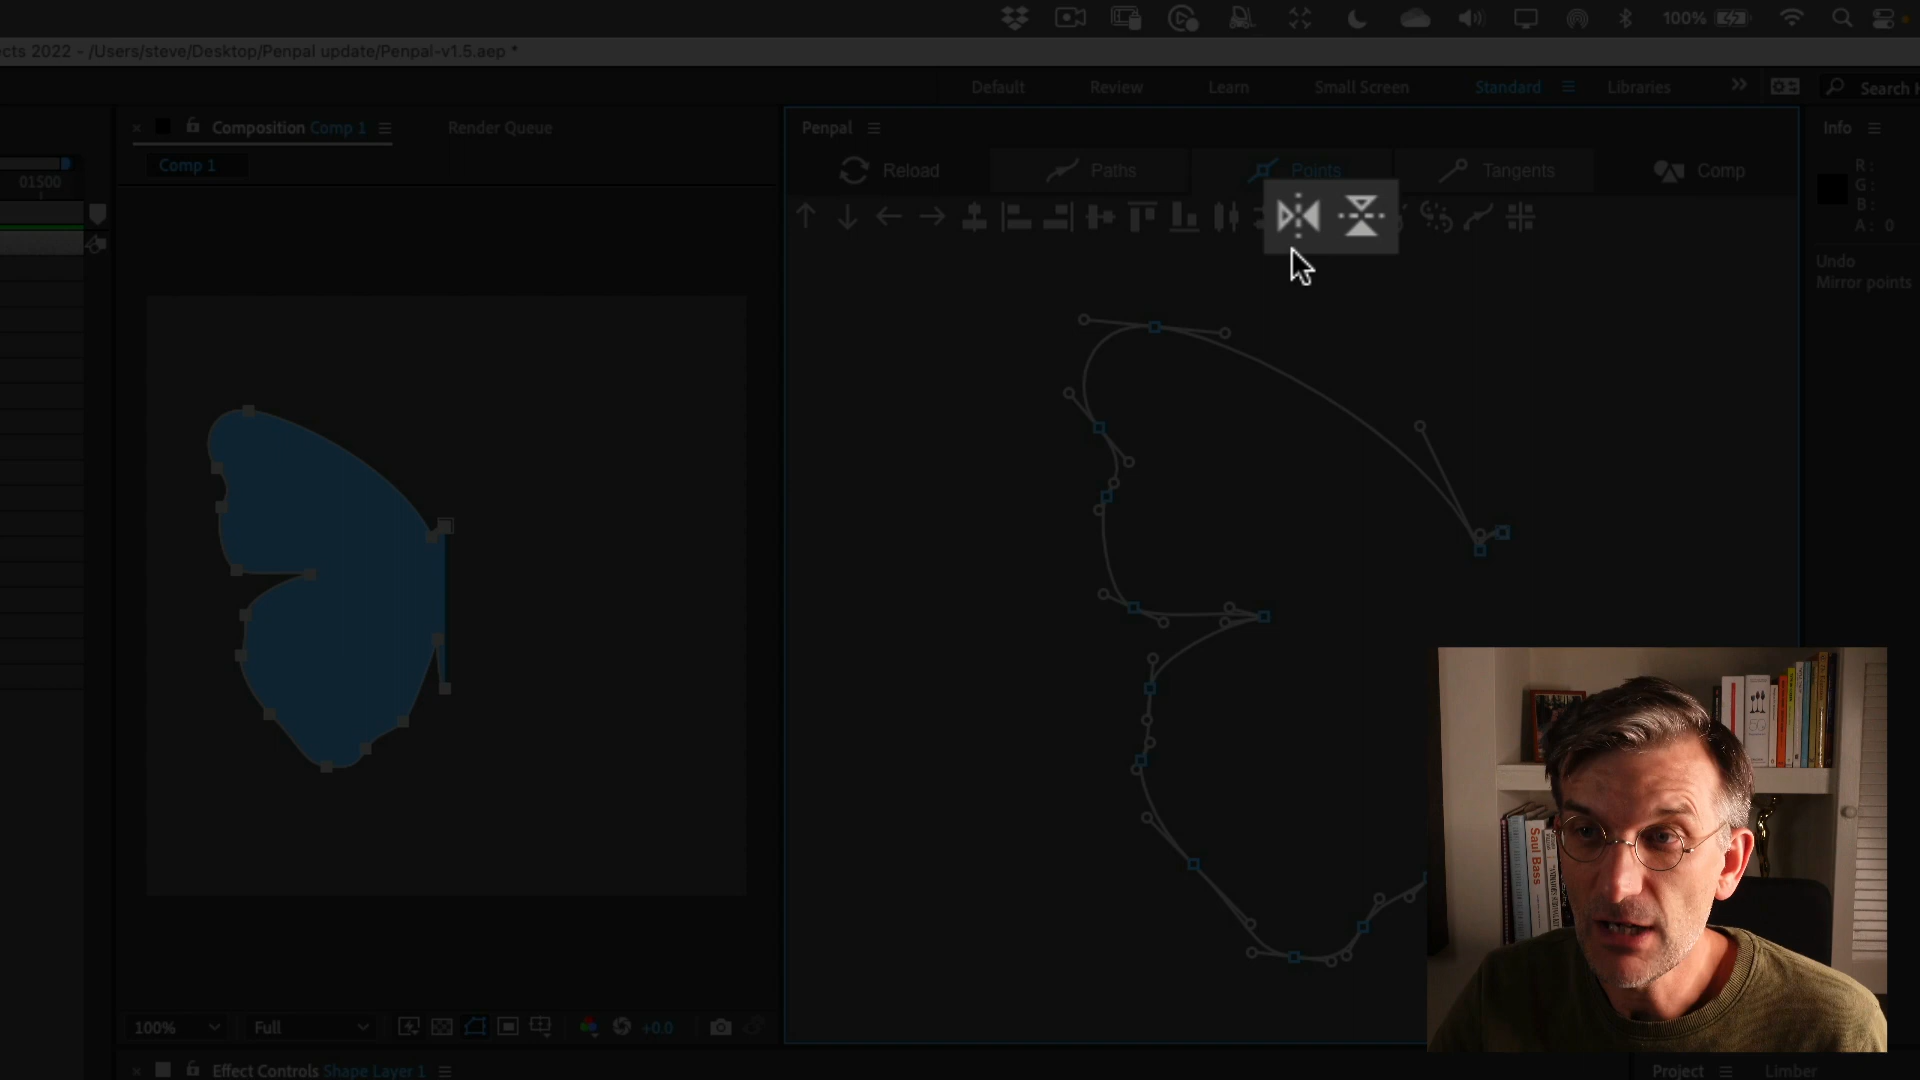 100%
cts 2022 - /Users/steve/Desktop/Penpal update/Penpal-v1.5.aep *
Default Review Learn Small Screen Standard Libraries Search H
Composition Comp 1 Render Queue Penpal Info
Comp 1
Reload Paths Points Tangents Comp
R:
G:
B:
A: 0
01500
Undo
Mirror points
Saul Bass
100% Full +0.0
Effect Controls Shape Layer 1 Project Limber